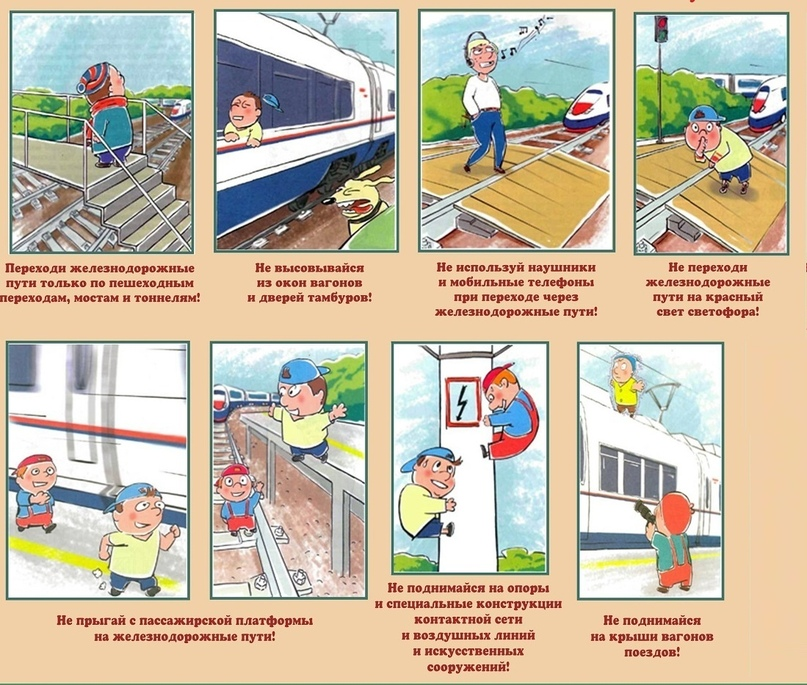 Переходи железнодорожные
пути только по пешеходным
переходам, мостам и тоннелям!
Не высовывайся
из окон вагонов
и дверей тамбуров!
Не используй наушники
и мобильные телефоны
при переходе через
железнодорожные пути!
Не переходи
железнодорожные
пути на красный
свет светофора!
Не прыгай с пассажирской платформы
на железнодорожные пути!
Не поднимайся на опоры
и специальные конструкции
контактной сети
и воздушных линий
и искусственных
сооружений!
Не поднимайся
на крыши вагонов
поездов!